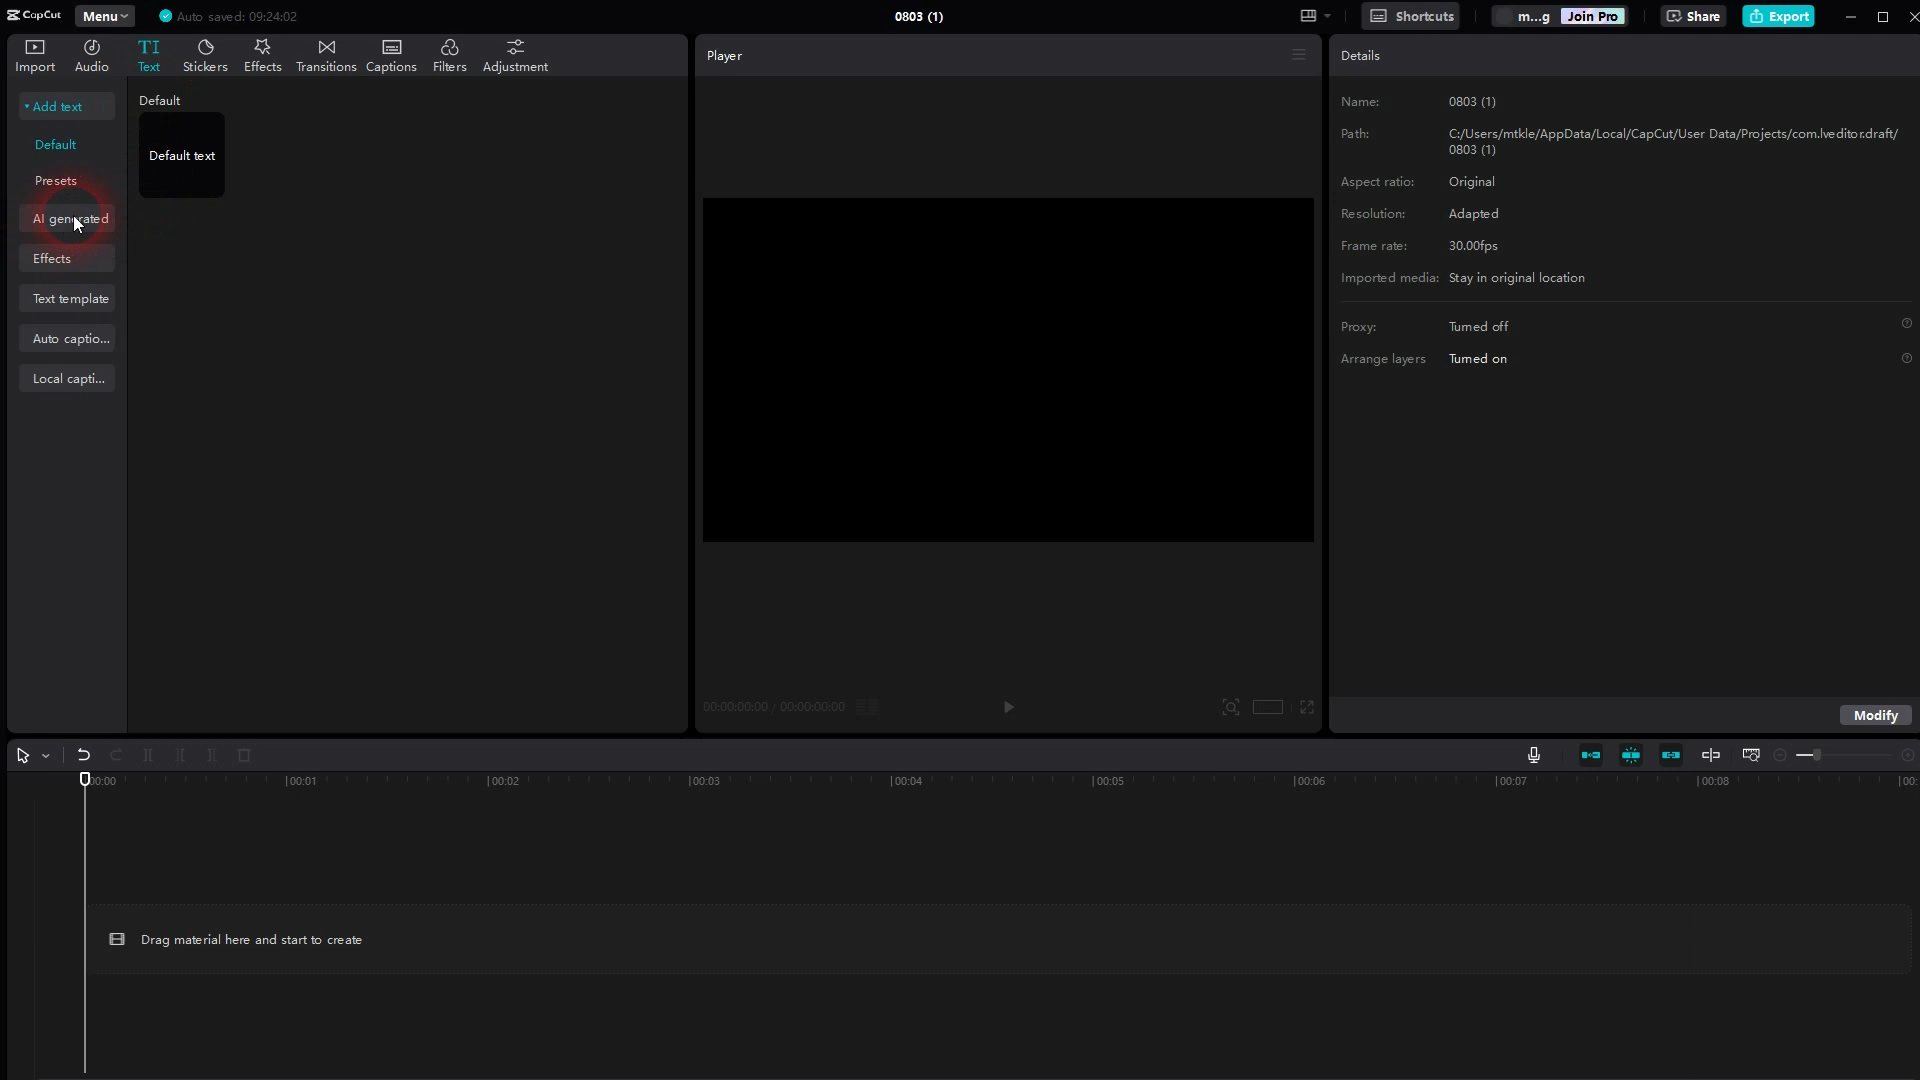 CapCut
Menu
Auto saved: 09:24:02
0803 (1)
Shortcuts
m...g
Join Pro
Share
Export
Import
Audio
TI
Text
Stickers
Effects
Transitions
Captions
Filters
Adjustment
Add text
Default
Presets
AI generated
Effects
Text template
Auto captio...
Local capti...
Default
Default text
Player
00:00:00:00 / 00:00:00:00
Details
Name: 0803 (1)
Path: C:/Users/mtkle/AppData/Local/CapCut/User Data/Projects/com.lveditor.draft/
0803 (1)
Aspect ratio: Original
Resolution: Adapted
Frame rate: 30.00fps
Imported media: Stay in original location
Proxy: Turned off
Arrange layers Turned on
Modify
00:00 00:01 00:02 00:03 00:04 00:05 00:06 00:07 00:08 00:
Drag material here and start to create